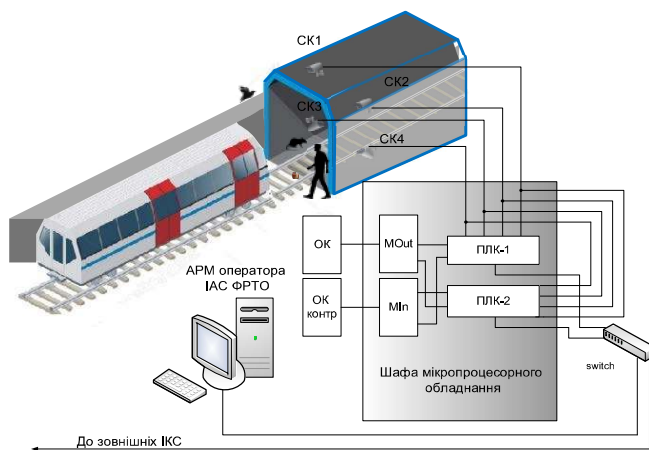 СК1
СК2
СК3
СК4
АРМ оператора
ІАС ФРТО
ОК
MOut
ПЛК-1
ОК
контр
MIn
ПЛК-2
switch
Шафа мікропроцесорного
обладнання
До зовнішніх ІКС